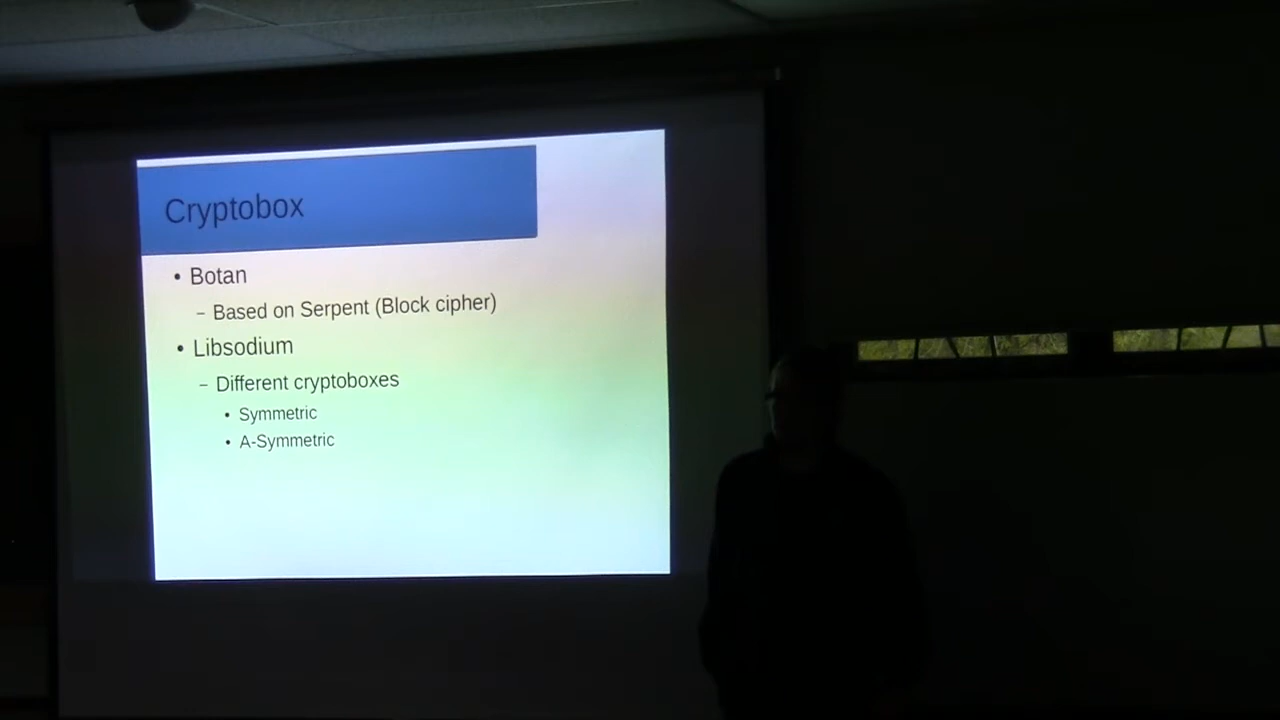 Cryptobox
• Botan
– Based on Serpent (Block cipher)
• Libsodium
– Different cryptoboxes
• Symmetric
• A-Symmetric